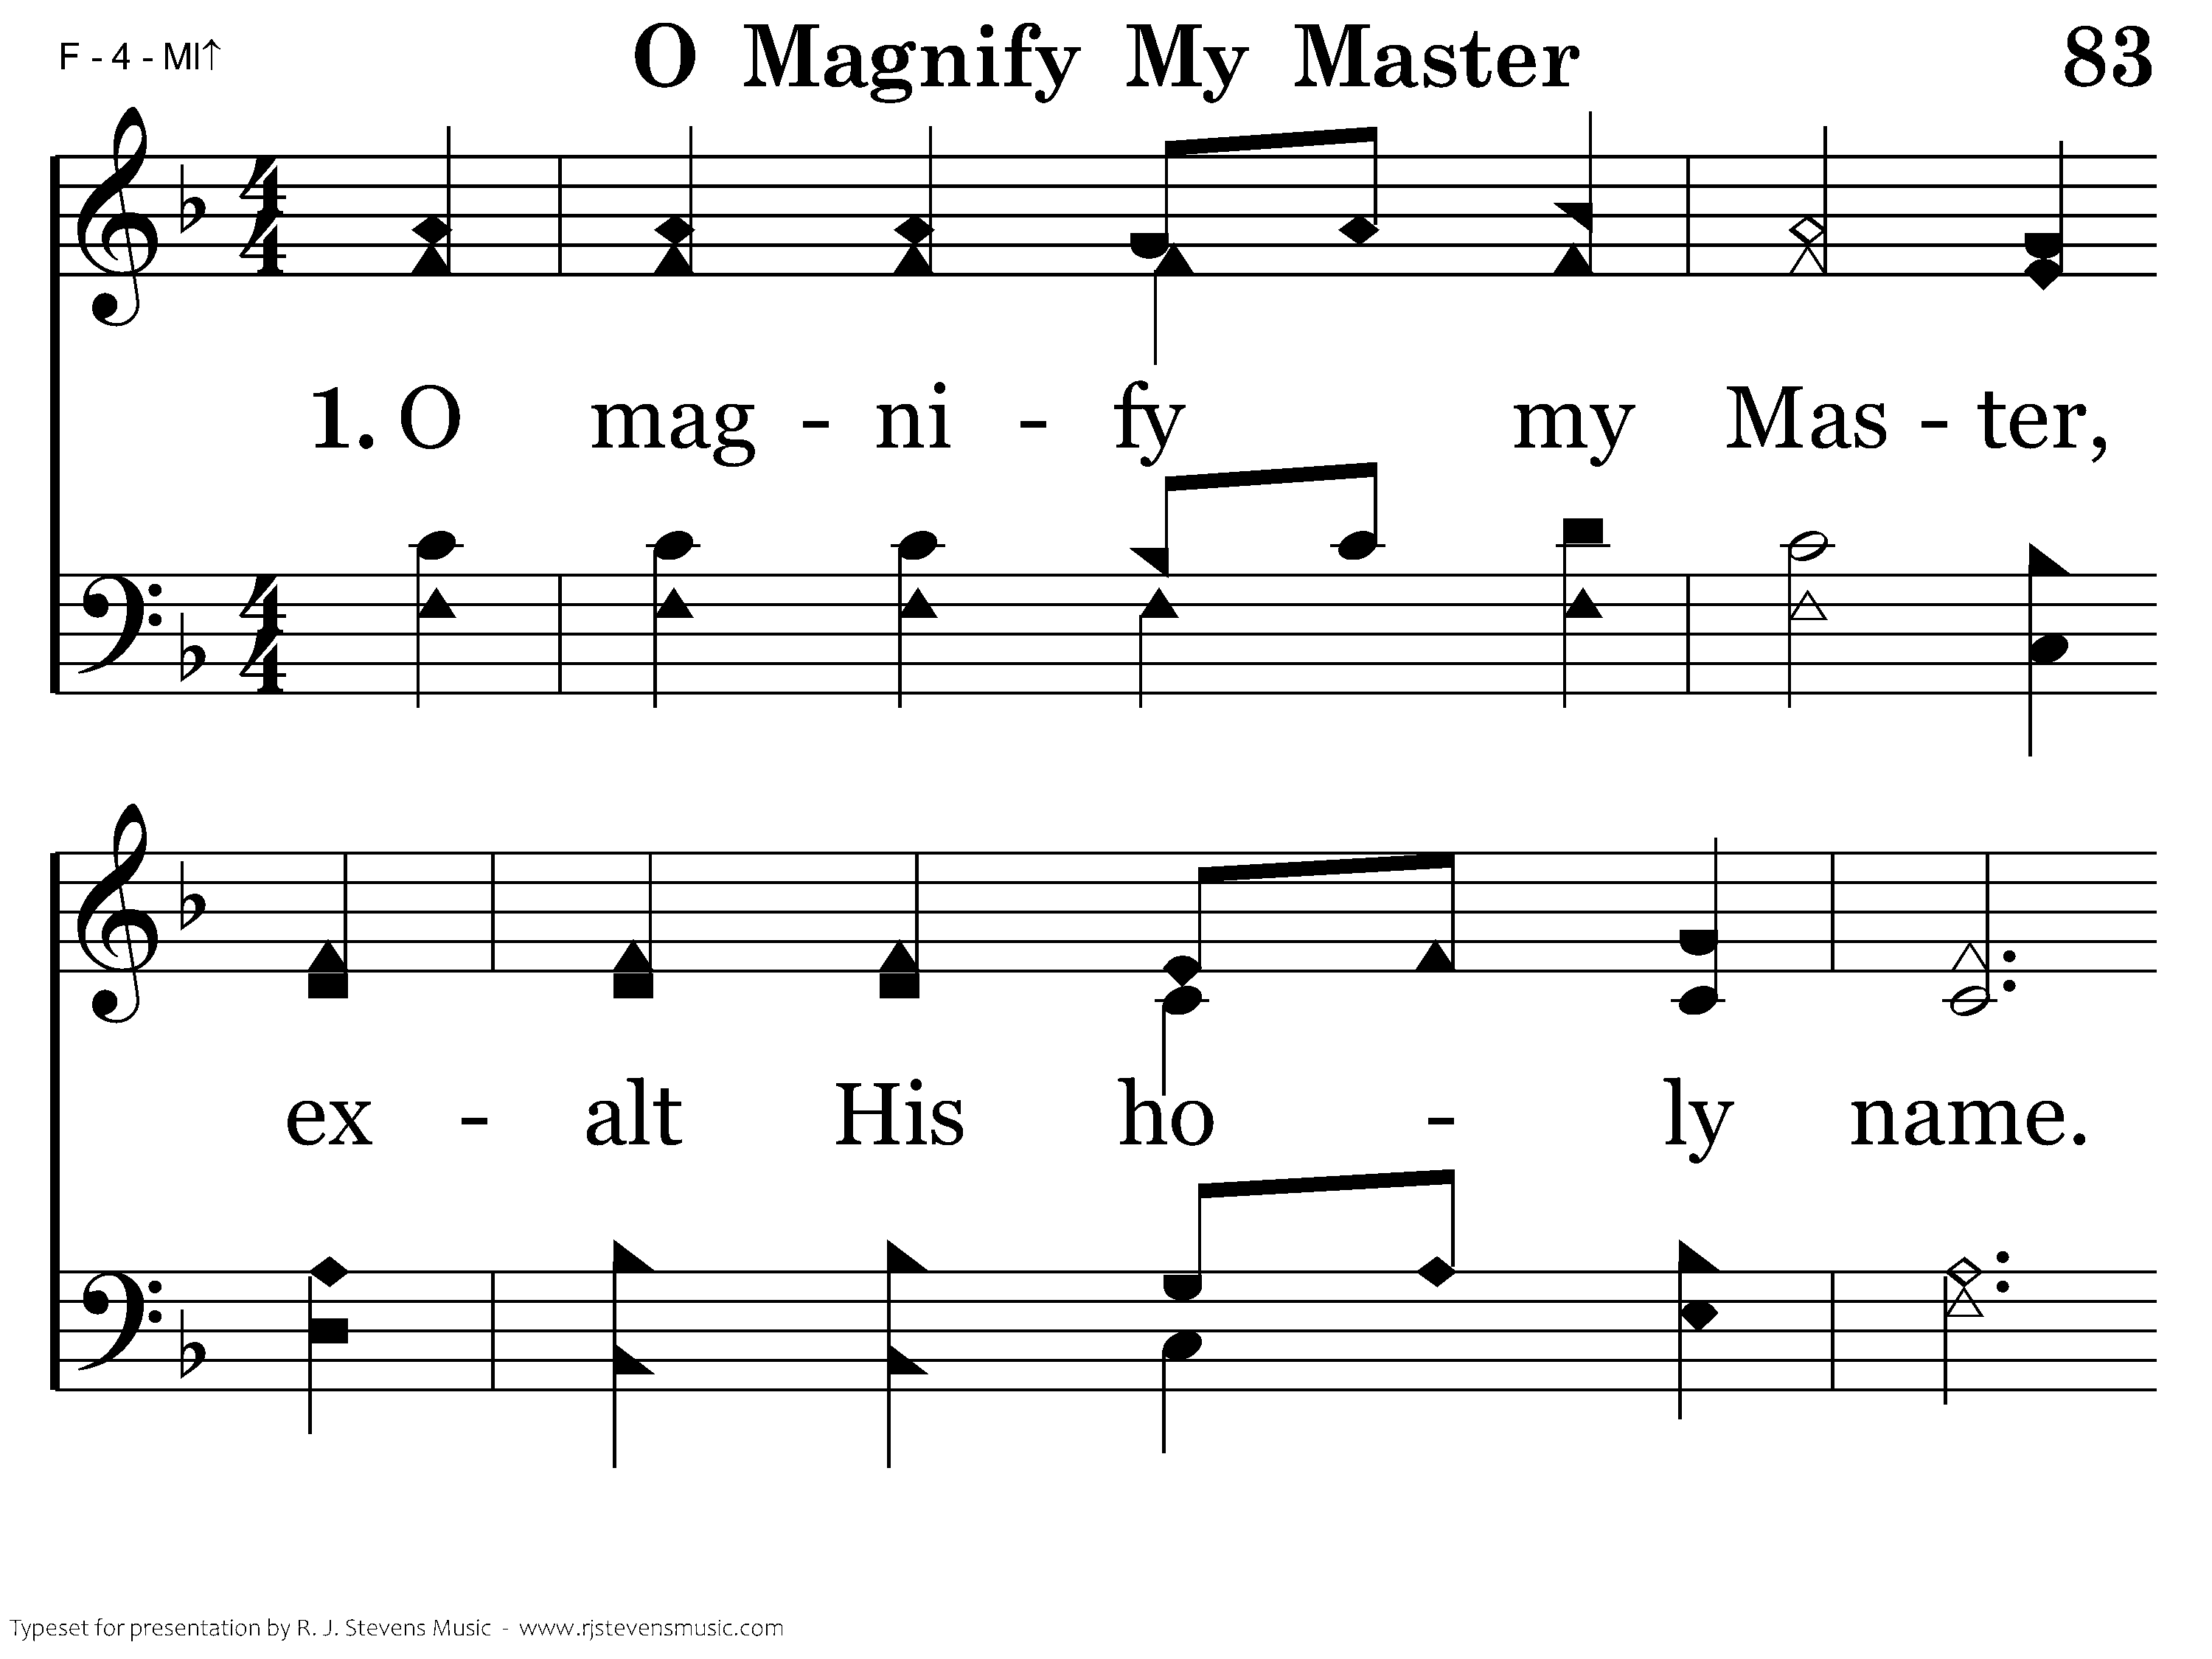 F - 4 - MI↑ O Magnify My Master 83
1. O mag - ni - fy my Mas - ter,
ex - alt His ho - ly name.
Typeset for presentation by R. J. Stevens Music - www.rjstevensmusic.com